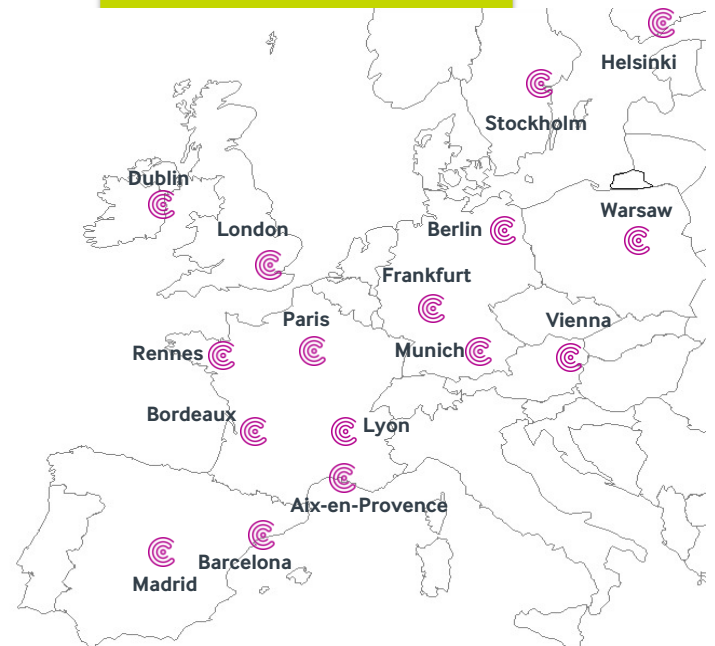 Helsinki
Stockholm
Dublin
Warsaw
London
Berlin
Frankfurt
Paris
Vienna
Rennes
Munich
Bordeaux
Lyon
Aix-en-Provence
Barcelona
Madrid